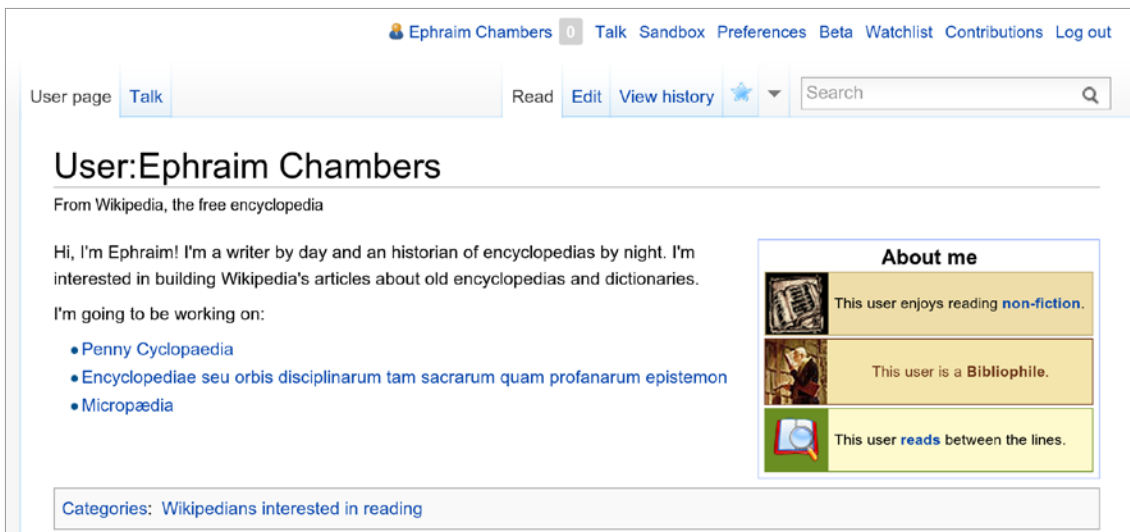 Ephraim Chambers 0 Talk Sandbox Preferences Beta Watchlist Contributions Log out
User page Talk Read Edit View history Search
User:Ephraim Chambers
From Wikipedia, the free encyclopedia
Hi, I'm Ephraim! I'm a writer by day and an historian of encyclopedias by night. I'm
interested in building Wikipedia's articles about old encyclopedias and dictionaries.
I'm going to be working on:
• Penny Cyclopaedia
• Encyclopediae seu orbis disciplinarum tam sacrarum quam profanarum epistemon
• Micropædia
About me
This user enjoys reading non-fiction.
This user is a Bibliophile.
This user reads between the lines.
Categories: Wikipedians interested in reading